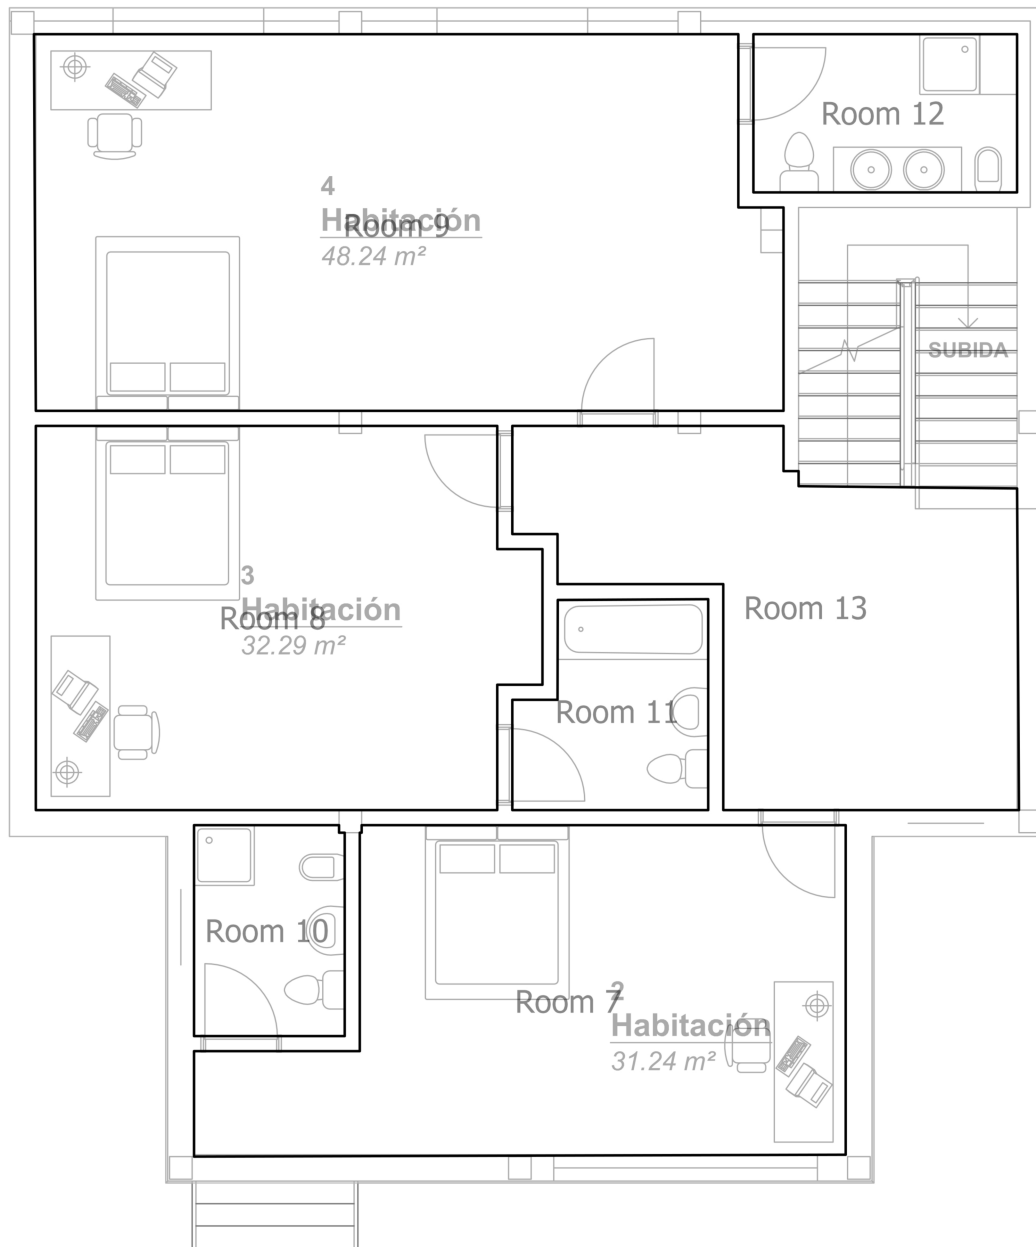 Room 12
4
Habitación
Room 9
48.24 m²
SUBIDA
3
Habitación
Room 8
32.29 m²
Room 13
Room 11
Room 10
2
Room 7
Habitación
31.24 m²